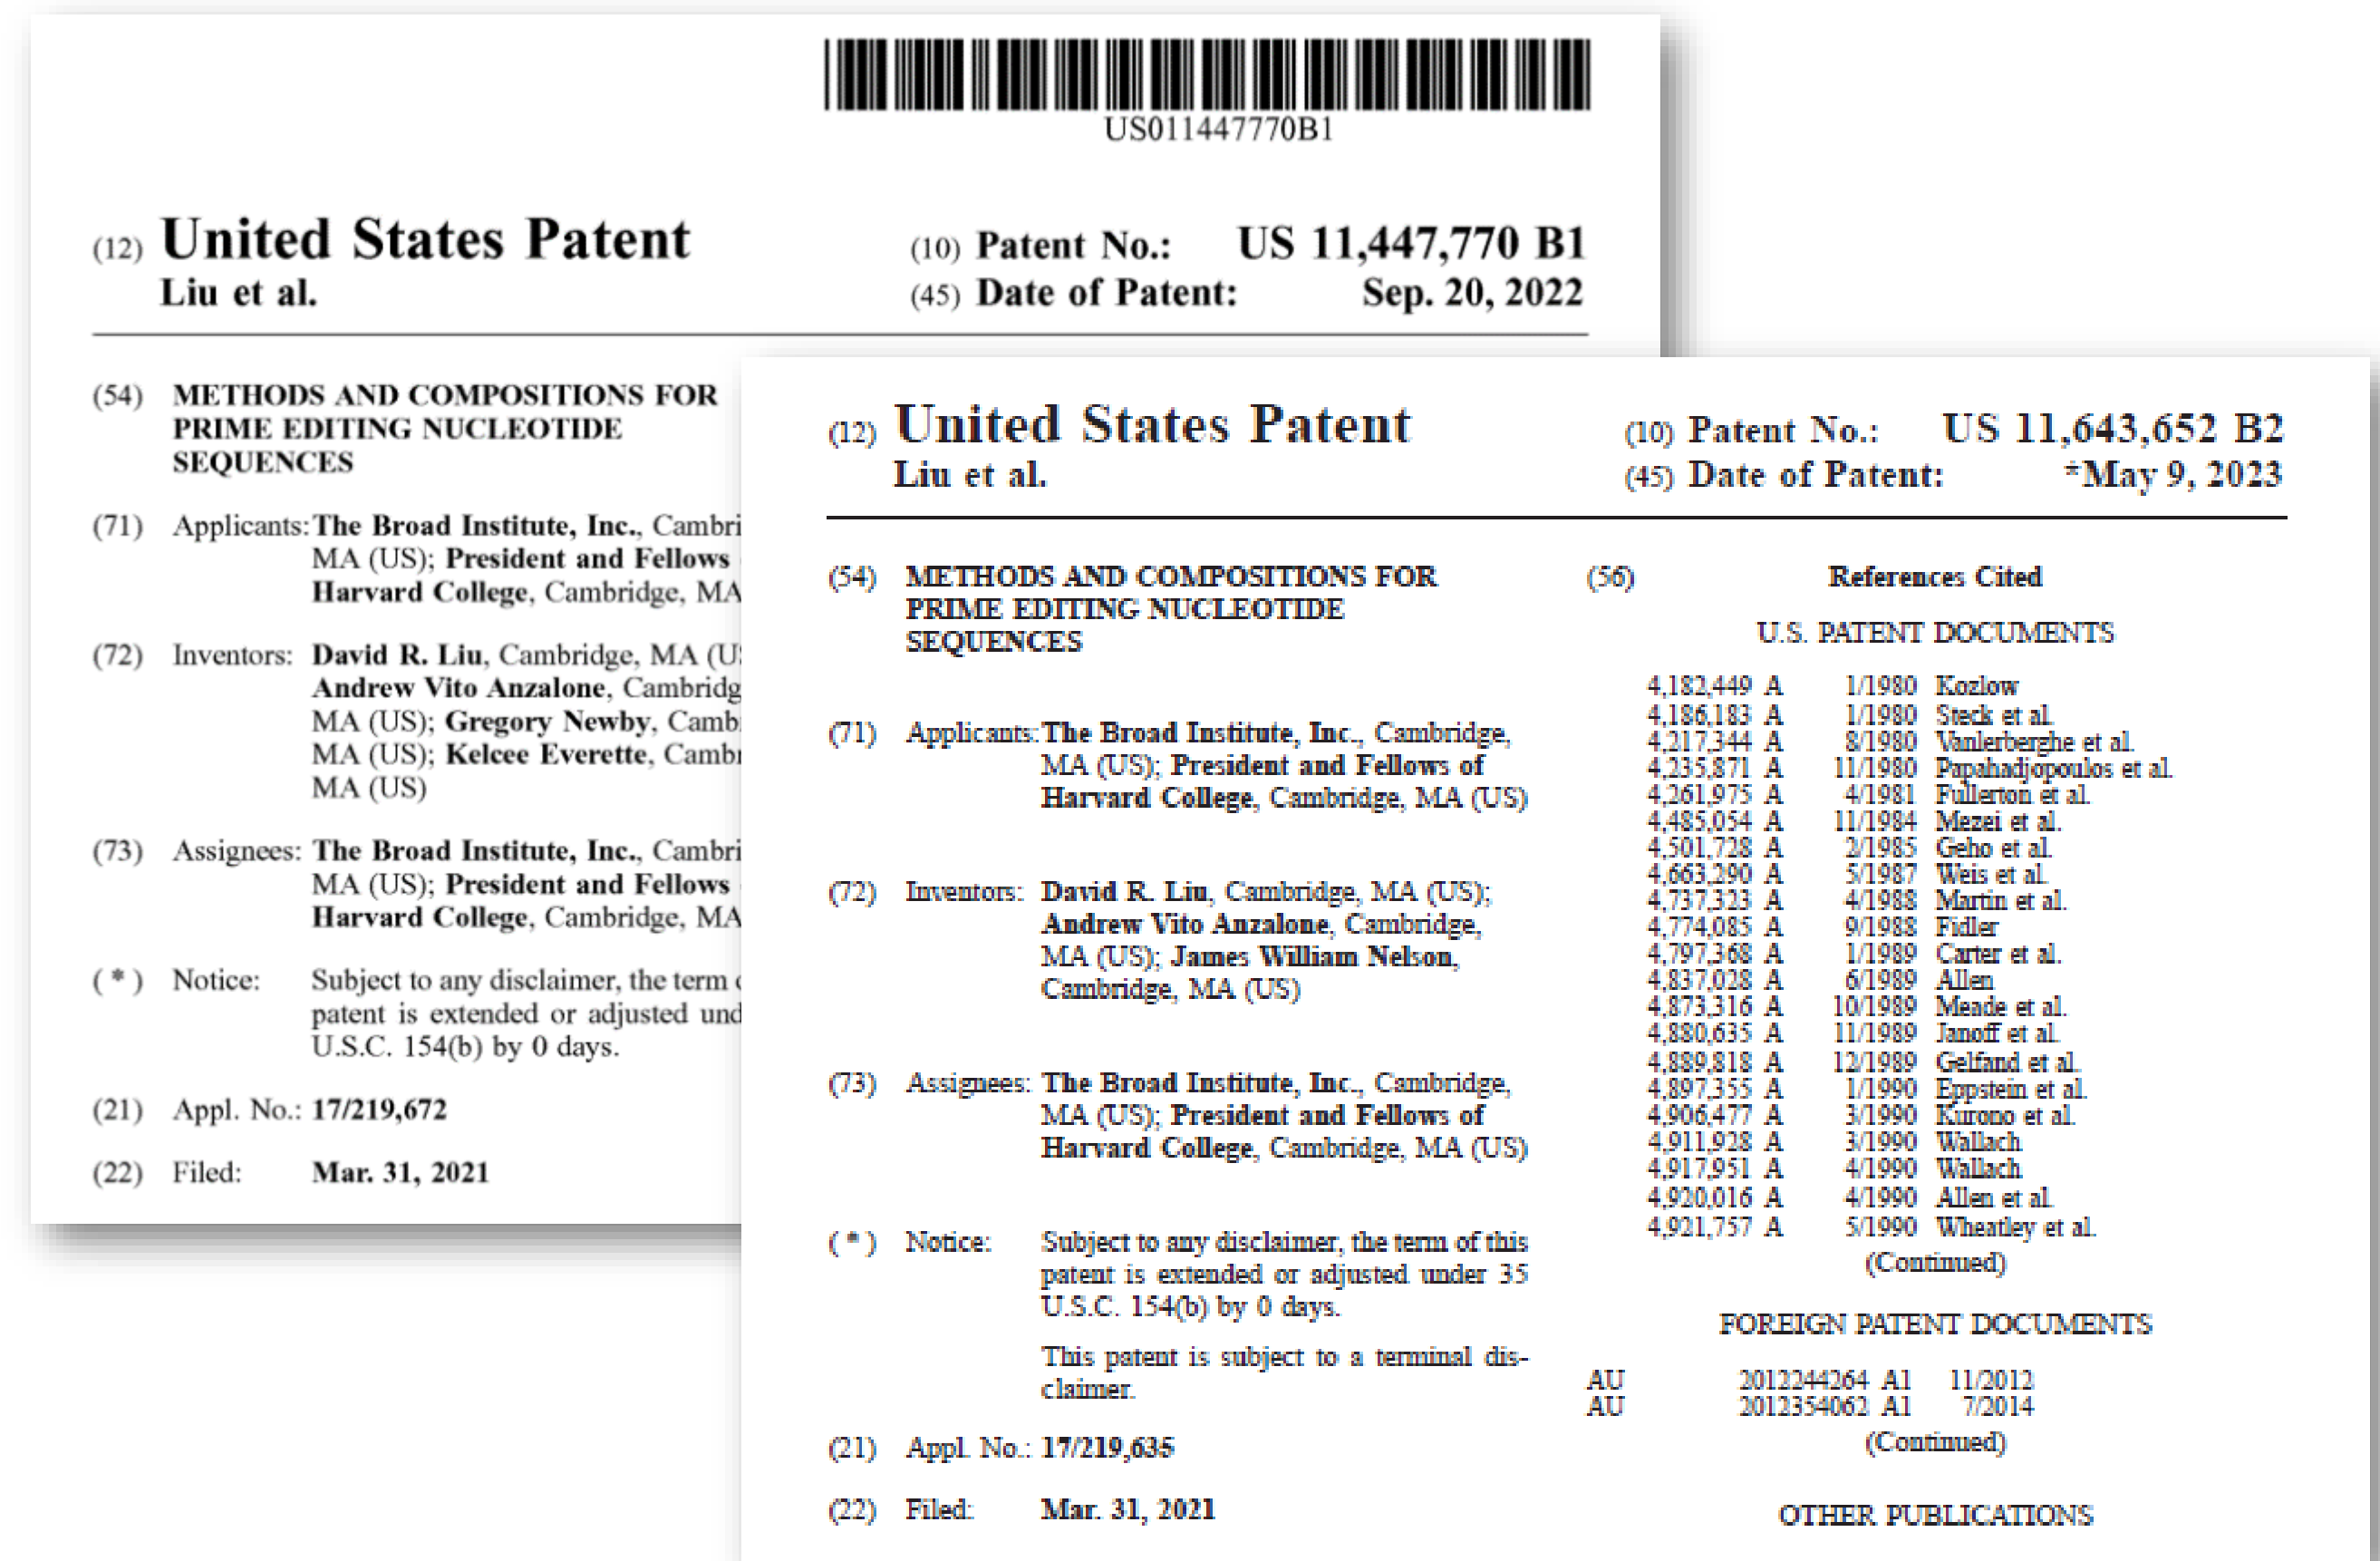 US011447770B1
(12) United States Patent
Liu et al.
(10) Patent No.: US 11,447,770 B1
(45) Date of Patent: Sep. 20, 2022
(54) METHODS AND COMPOSITIONS FOR
PRIME EDITING NUCLEOTIDE
SEQUENCES
(71) Applicants: The Broad Institute, Inc., Cambri
MA (US); President and Fellows
Harvard College, Cambridge, MA
(72) Inventors: David R. Liu, Cambridge, MA (U
Andrew Vito Anzalone, Cambridg
MA (US); Gregory Newby, Camb
MA (US); Kelcee Everette, Camb
MA (US)
(73) Assignees: The Broad Institute, Inc., Cambri
MA (US); President and Fellows
Harvard College, Cambridge, MA
( * ) Notice: Subject to any disclaimer, the term
patent is extended or adjusted und
U.S.C. 154(b) by 0 days.
(21) Appl. No.: 17/219,672
(22) Filed: Mar. 31, 2021
(12) United States Patent
Liu et al.
(10) Patent No.: US 11,643,652 B2
(45) Date of Patent: *May 9, 2023
(54) METHODS AND COMPOSITIONS FOR
PRIME EDITING NUCLEOTIDE
SEQUENCES
(71) Applicants: The Broad Institute, Inc., Cambridge,
MA (US); President and Fellows of
Harvard College, Cambridge, MA (US)
(72) Inventors: David R. Liu, Cambridge, MA (US);
Andrew Vito Anzalone, Cambridge,
MA (US); James William Nelson,
Cambridge, MA (US)
(73) Assignees: The Broad Institute, Inc., Cambridge,
MA (US); President and Fellows of
Harvard College, Cambridge, MA (US)
( * ) Notice: Subject to any disclaimer, the term of this
patent is extended or adjusted under 35
U.S.C. 154(b) by 0 days.
This patent is subject to a terminal dis-
claimer.
(21) Appl. No.: 17/219,635
(22) Filed: Mar. 31, 2021
(56) References Cited
U.S. PATENT DOCUMENTS
4,182,449 A 1/1980 Kozlow
4,186,183 A 1/1980 Steck et al.
4,217,344 A 8/1980 Vanlerberghe et al.
4,235,871 A 11/1980 Papahadjopoulos et al.
4,261,975 A 4/1981 Fullerton et al.
4,485,054 A 11/1984 Mezei et al.
4,501,728 A 2/1985 Geho et al.
4,663,290 A 5/1987 Weis et al.
4,737,323 A 4/1988 Martin et al.
4,774,085 A 9/1988 Fidler
4,797,368 A 1/1989 Carter et al.
4,837,028 A 6/1989 Allen
4,873,316 A 10/1989 Meade et al.
4,880,635 A 11/1989 Janoff et al.
4,889,818 A 12/1989 Gelfand et al.
4,897,355 A 1/1990 Eppstein et al.
4,906,477 A 3/1990 Kurono et al.
4,911,928 A 3/1990 Wallach
4,917,951 A 4/1990 Wallach
4,920,016 A 4/1990 Allen et al.
4,921,757 A 5/1990 Wheatley et al.
(Continued)
FOREIGN PATENT DOCUMENTS
AU 2012244264 A1 11/2012
AU 2012354062 A1 7/2014
(Continued)
OTHER PUBLICATIONS